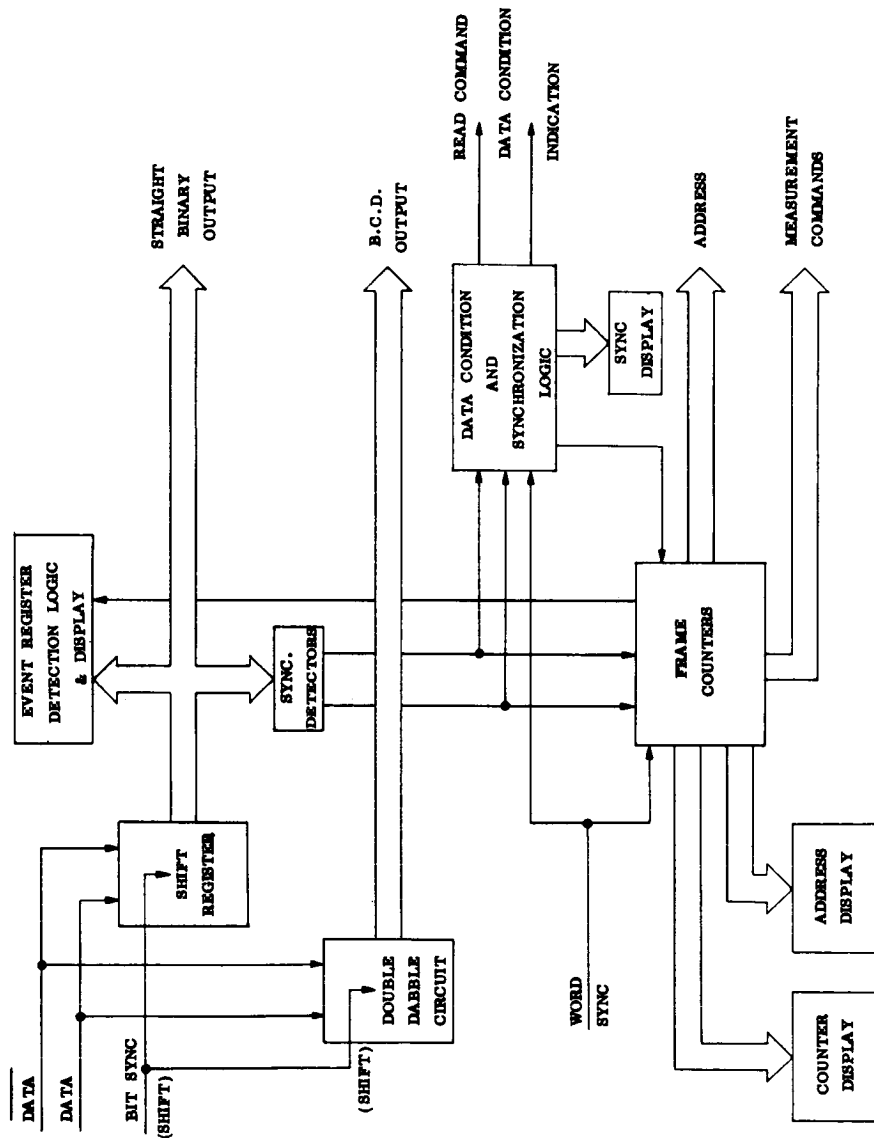 DATA
DATA
BIT SYNC
(SHIFT)
(SHIFT)
SHIFT
REGISTER
DOUBLE
DABBLE
CIRCUIT
EVENT REGISTER
DETECTION LOGIC
& DISPLAY
SYNC.
DETECTORS
STRAIGHT
BINARY
OUTPUT
B.C.D.
OUTPUT
WORD
SYNC
DATA CONDITION
AND
SYNCHRONIZATION
LOGIC
SYNC
DISPLAY
READ COMMAND
DATA CONDITION
INDICATION
FRAME
COUNTERS
ADDRESS
MEASUREMENT
COMMANDS
COUNTER
DISPLAY
ADDRESS
DISPLAY